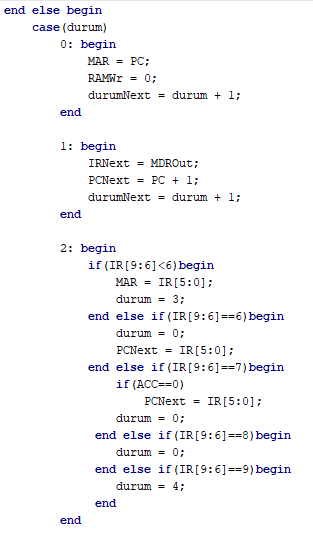 end else begin
case(durum)
0: begin
MAR = PC;
RAMWr = 0;
durumNext = durum + 1;
end
1: begin
IRNext = MDROut;
PCNext = PC + 1;
durumNext = durum + 1;
end
2: begin
if(IR[9:6]<6)begin
MAR = IR[5:0];
durum = 3;
end else if(IR[9:6]==6)begin
durum = 0;
PCNext = IR[5:0];
end else if(IR[9:6]==7)begin
if(ACC==0)
PCNext = IR[5:0];
durum = 0;
end else if(IR[9:6]==8)begin
durum = 0;
end else if(IR[9:6]==9)begin
durum = 4;
end
end